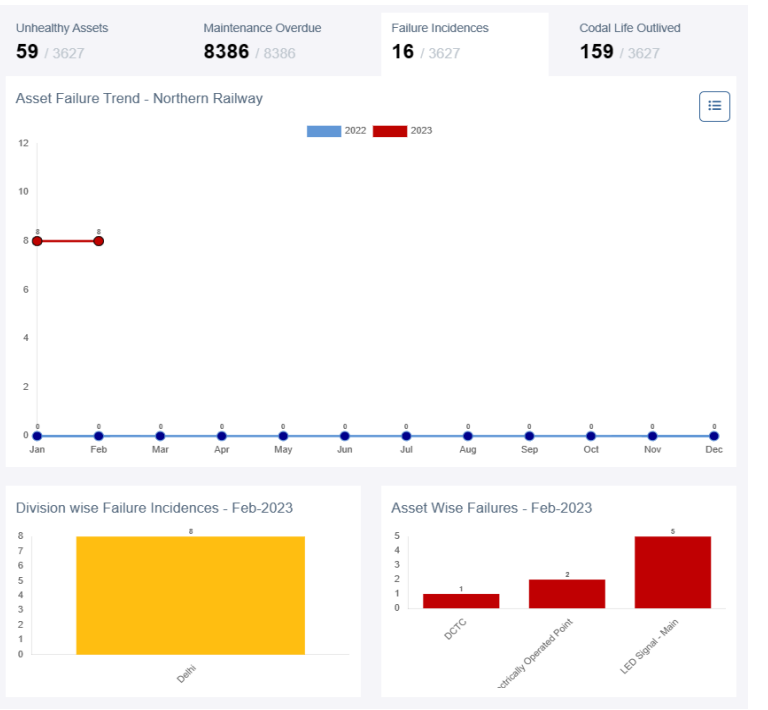 Unhealthy Assets
59 / 3627
Maintenance Overdue
8386 / 8386
Failure Incidences
16 / 3627
Codal Life Outlived
159 / 3627
Asset Failure Trend - Northern Railway
2022 2023
12
10
8
6
4
2
0
8 8
0 0 0 0 0 0 0 0 0 0 0 0
Jan Feb Mar Apr May Jun Jul Aug Sep Oct Nov Dec
Division wise Failure Incidences - Feb-2023
8
7
6
5
4
3
2
1
0
8
Delhi
Asset Wise Failures - Feb-2023
5
4
3
2
1
0
1
2
5
DCTC
ctrically Operated Point
LED Signal - Main